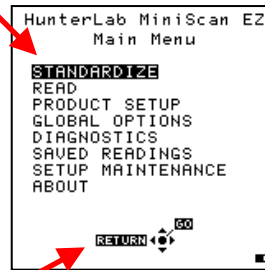 HunterLab MiniScan EZ
Main Menu
STANDARDIZE
READ
PRODUCT SETUP
GLOBAL OPTIONS
DIAGNOSTICS
SAVED READINGS
SETUP MAINTENANCE
ABOUT
GO
RETURN